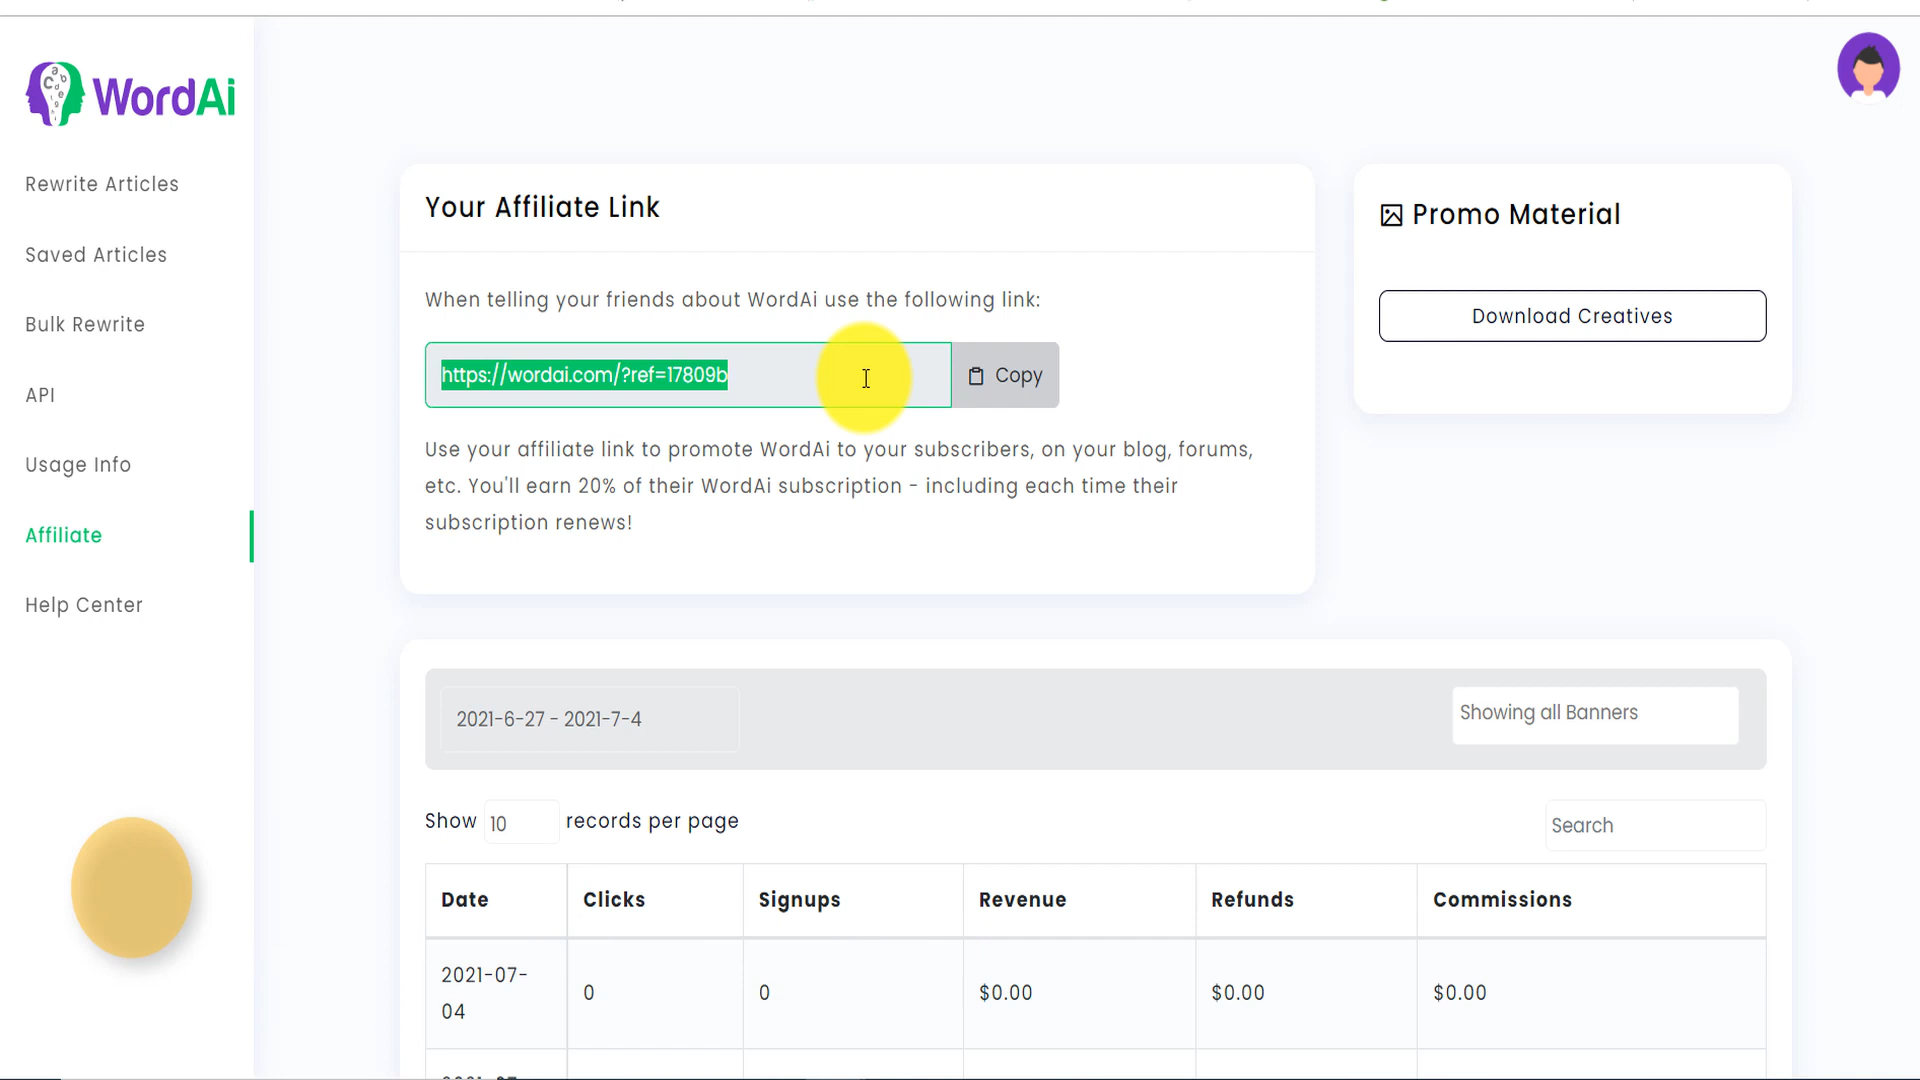 WordAi
Rewrite Articles
Saved Articles
Bulk Rewrite
API
Usage Info
Affiliate
Help Center
Your Affiliate Link
When telling your friends about WordAi use the following link:
https://wordai.com/?ref=17809b
Copy
Use your affiliate link to promote WordAi to your subscribers, on your blog, forums,
etc. You'll earn 20% of their WordAi subscription - including each time their
subscription renews!
Promo Material
Download Creatives
2021-6-27 - 2021-7-4
Showing all Banners
Show 10 records per page
Search
Date Clicks Signups Revenue Refunds Commissions
2021-07-
04
0 0 $0.00 $0.00 $0.00